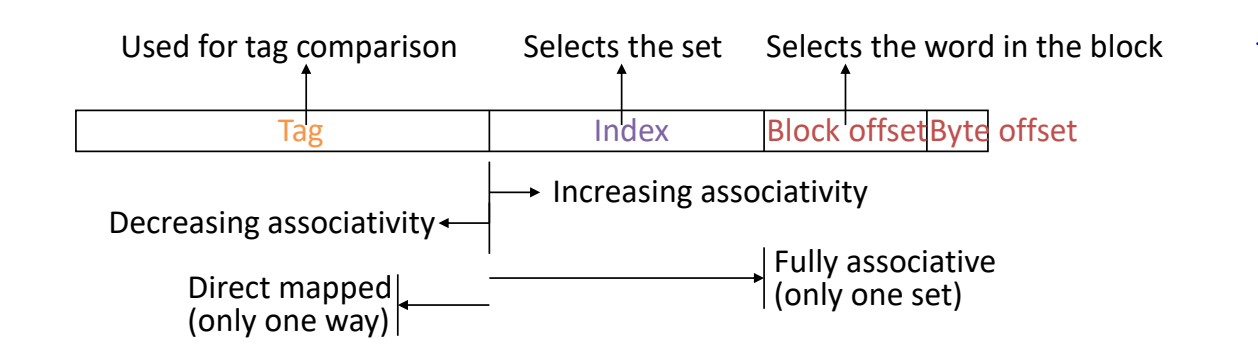 Used for tag comparison
Selects the set
Selects the word in the block
Tag
Index
Block offset
Byte offset
Increasing associativity
Decreasing associativity
Fully associative
(only one set)
Direct mapped
(only one way)